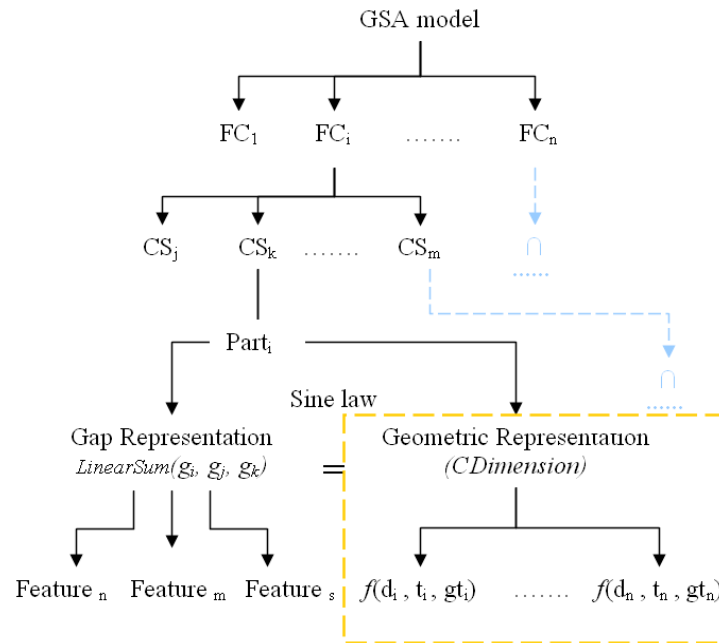 GSA model
FC1 FCi ....... FCn
CSj CSk ....... CSm ∩
......
Parti
∩
......
Sine law
Gap Representation Geometric Representation
LinearSum(gi, gj, gk) = (CDimension)
Feature n Feature m Feature s f(di , ti , gti) ....... f(dn , tn , gtn)